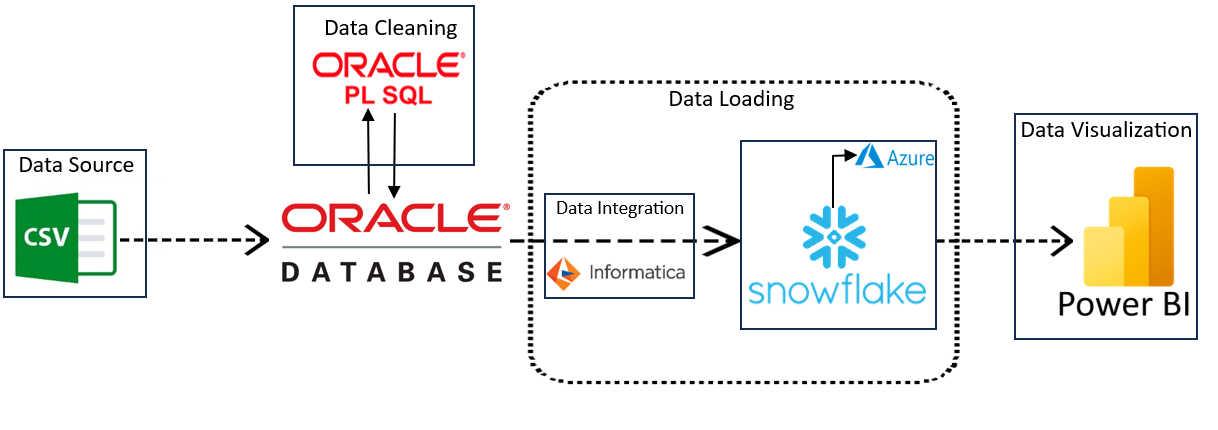 Data Source
CSV
Data Cleaning
ORACLE®
PL SQL
ORACLE®
DATABASE
Data Loading
Data Integration
Informatica
Azure
snowflake
Data Visualization
Power BI